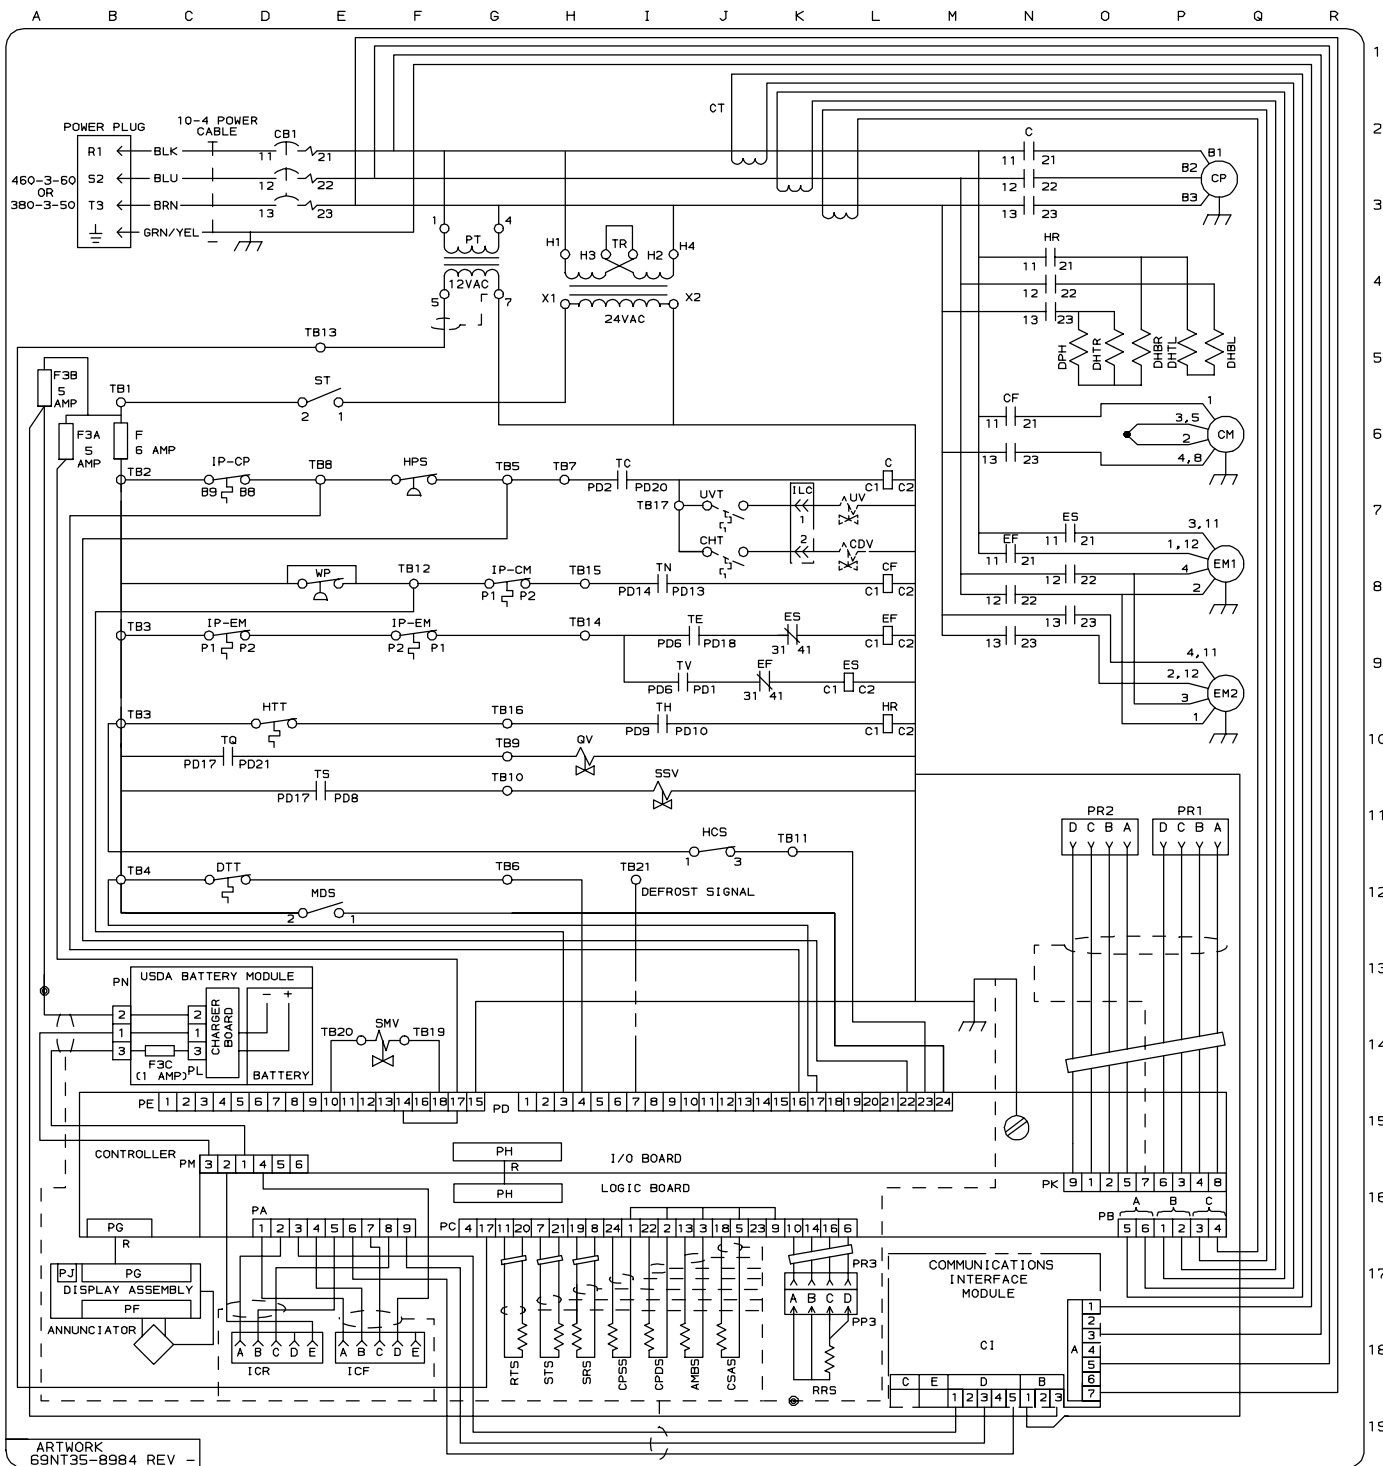 A B C D E F G H I J K L M N O P Q R
1
2
3
4
5
6
7
8
9
10
11
12
13
14
15
16
17
18
19
POWER PLUG
10-4 POWER
CABLE
CB1
CT
C
R1 BLK 11 21 11 21 B1
460-3-60
OR
380-3-50
S2 BLU 12 22 12 22 B2
CP
T3 BRN 13 23 13 23 B3
GRN/YEL
1 PT 4
H1 H3 TR H2 H4
HR
11 21
12VAC
5 7
X1 X2
24VAC
12 22
13 23
TB13
DPH
DHTR
DHBR
DHTL
DHBL
F3B
5
AMP
TB1
ST
2 1
CF
11 21
1
3,5
2
4,8
CM
13 23
F3A
5
AMP
F
6 AMP
TB2
IP-CP
B9 B8
TB8
HPS
TB5
TB7
TC
PD2 PD20
C
C1 C2
TB17
UVT
ILC
1
UV
CHT
2
CDV
ES
11 21
3,11
EF
11 21
1,12
4
2
EM1
12 22
12 22
13 23
13 23
WP
TB12
IP-CM
P1 P2
TB15
TN
PD14 PD13
CF
C1 C2
TB3
IP-EM
P1 P2
IP-EM
P2 P1
TB14
TE
PD6 PD18
ES
31 41
EF
C1 C2
TV
PD6 PD1
EF
31 41
ES
C1 C2
4,11
2,12
3
1
EM2
TB3
HTT
TB16
TH
PD9 PD10
HR
C1 C2
TQ
PD17 PD21
TB9
QV
TS
PD17 PD8
TB10
SSV
PR2
D C B A
PR1
D C B A
HCS
1 3
TB11
TB4
DTT
TB6
TB21
DEFROST SIGNAL
MDS
2 1
PN
USDA BATTERY MODULE
2
1
3
2
1
3
CHARGER
BOARD
- +
F3C
(1 AMP)
PL
BATTERY
TB20
SMV
TB19
PE 1 2 3 4 5 6 7 8 9 10 11 12 13 14 16 18 17 15
PD 1 2 3 4 5 6 7 8 9 10 11 12 13 14 15 16 17 18 19 20 21 22 23 24
CONTROLLER
PM 3 2 1 4 5 6
PH
R
PH
I/O BOARD
LOGIC BOARD
PK 9 1 2 5 7 6 3 4 8
A B C
PB 5 6 1 2 3 4
PG
R
PA
1 2 3 4 5 6 7 8 9
PC 4 17 11 20 7 21 19 8 24 1 22 2 13 3 18 5 23 9 10 14 16 6
PJ
PG
DISPLAY ASSEMBLY
PF
ANNUNCIATOR
A B C D E
ICR
A B C D E
ICF
RTS
STS
SRS
CPSS
CPDS
AMBS
CSAS
PR3
A B C D
PP3
RRS
COMMUNICATIONS
INTERFACE
MODULE
CI
A
1
2
3
4
5
6
7
C E D B
1 2 3 4 5 1 2 3
ARTWORK
69NT35-8984 REV -